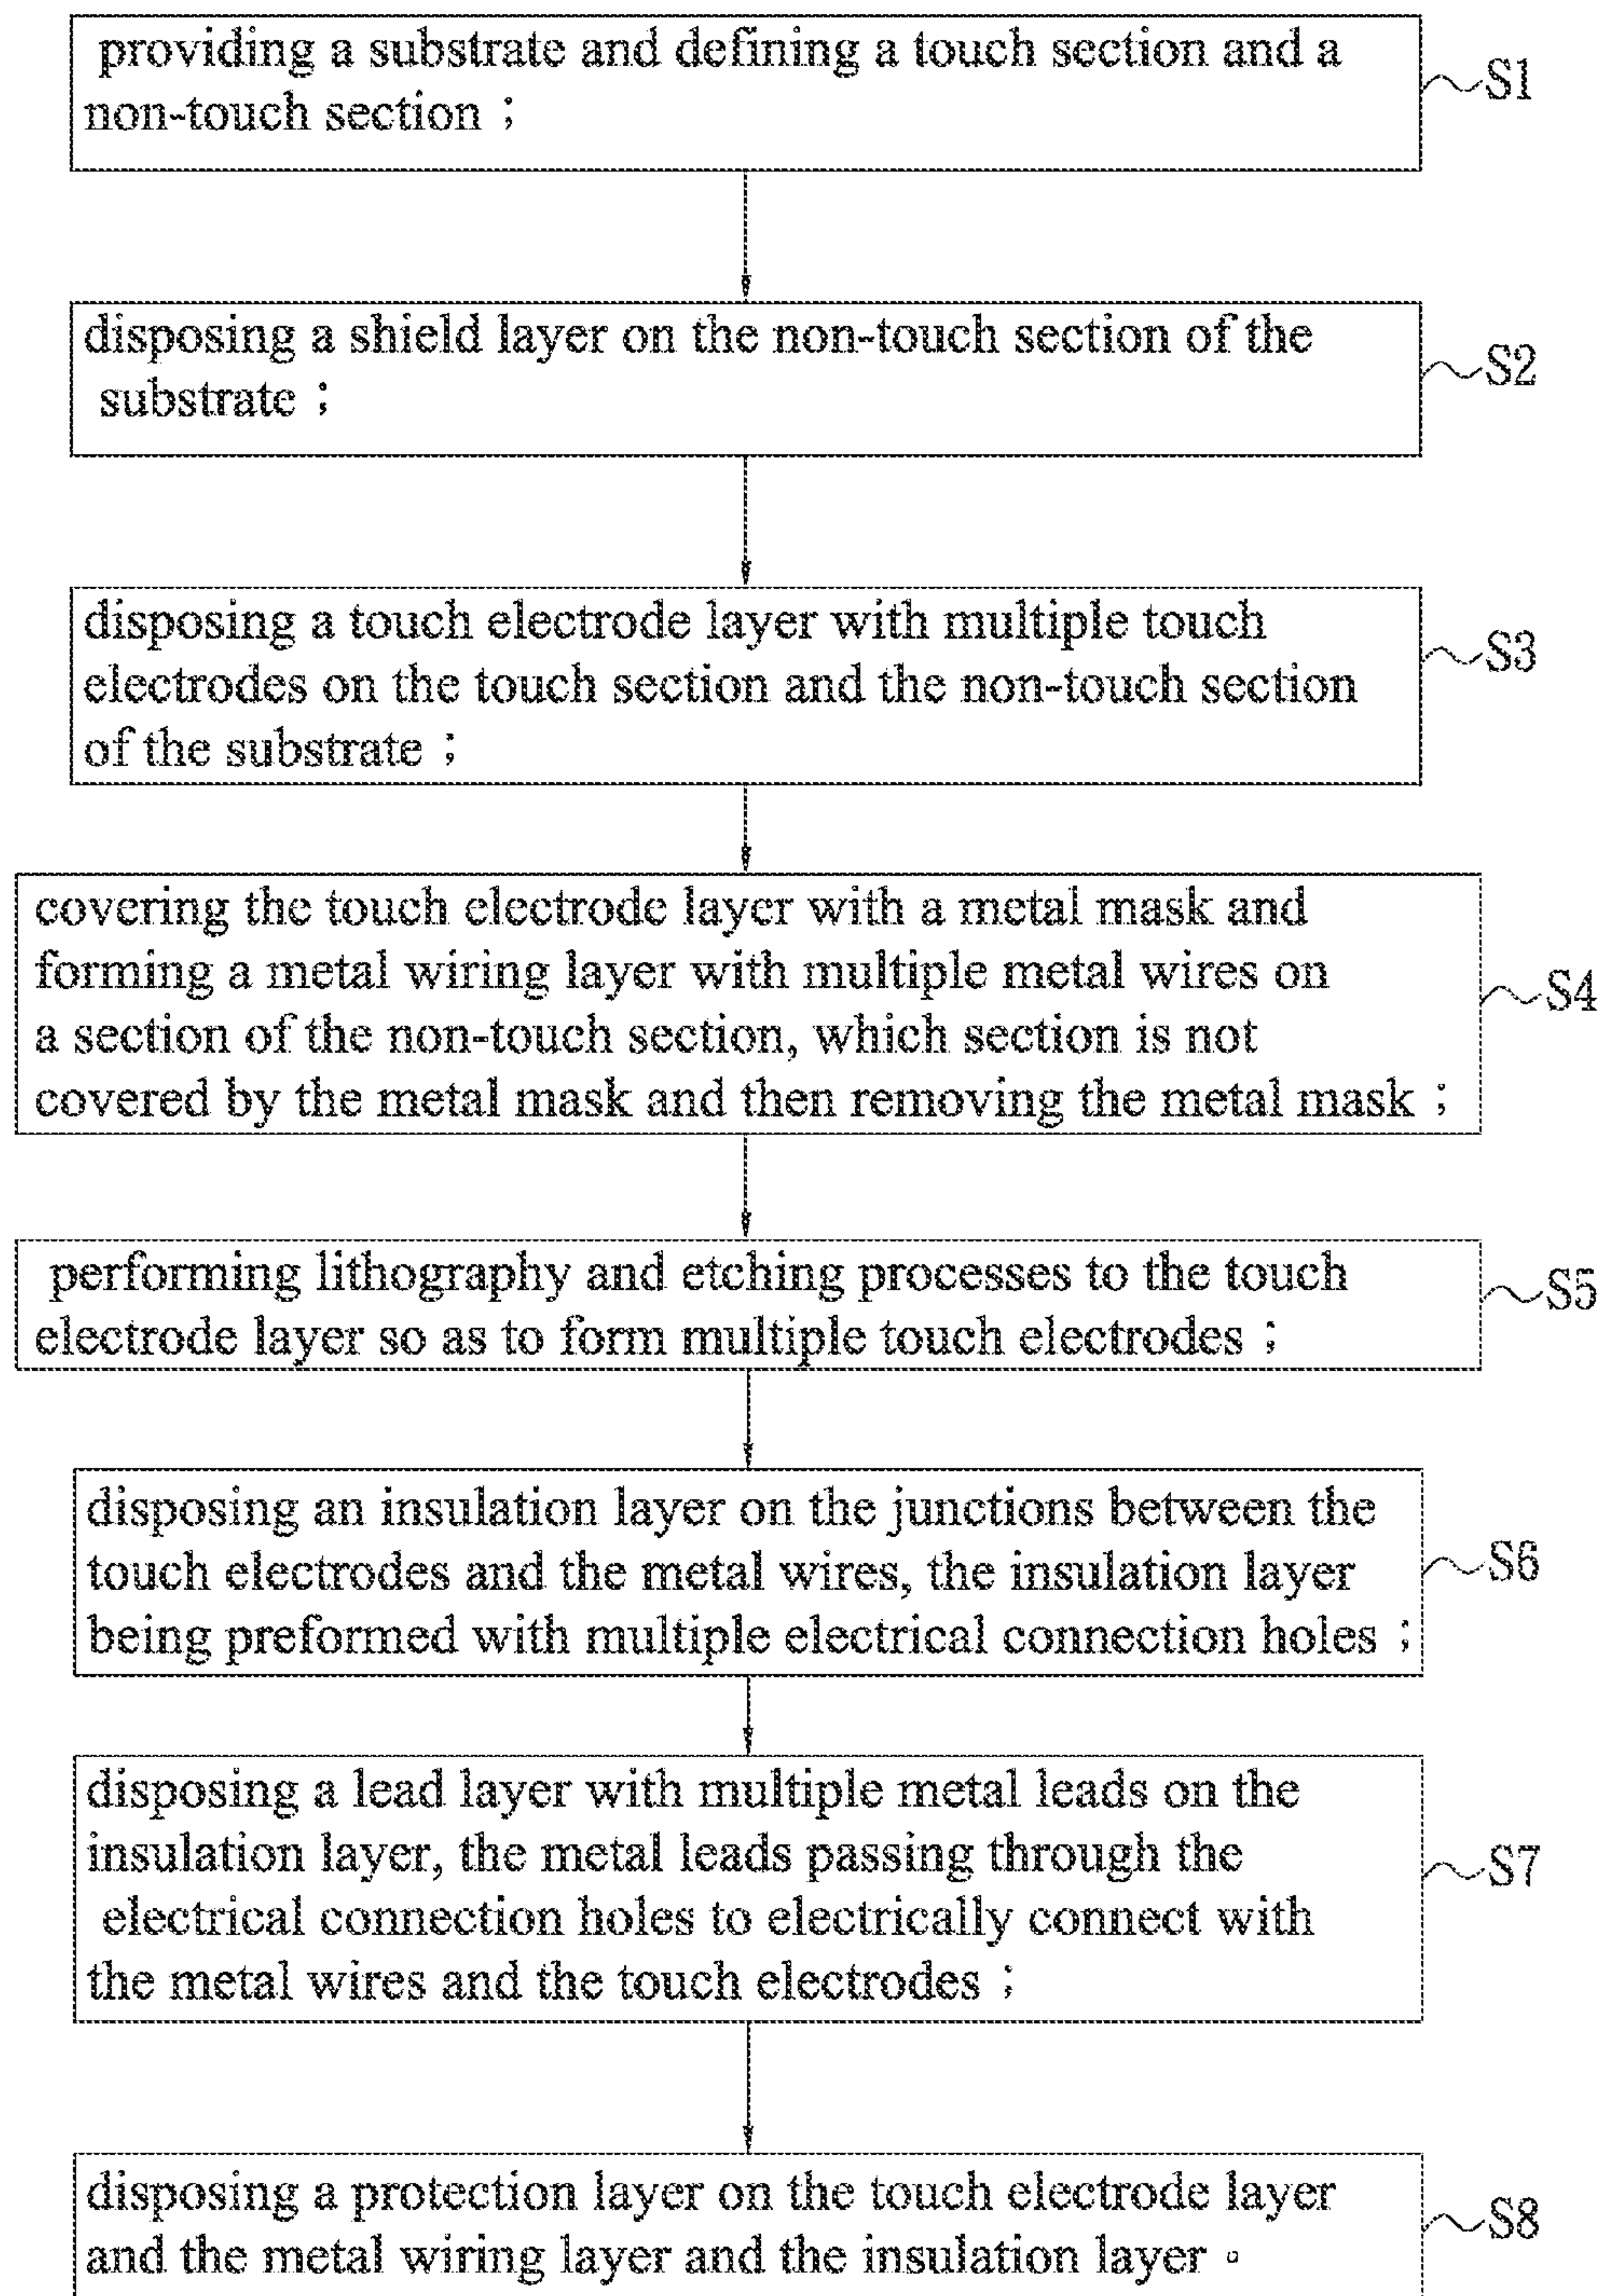 providing a substrate and defining a touch section and a
non-touch section ;
S1
disposing a shield layer on the non-touch section of the
substrate ;
S2
disposing a touch electrode layer with multiple touch
electrodes on the touch section and the non-touch section
of the substrate ;
S3
covering the touch electrode layer with a metal mask and
forming a metal wiring layer with multiple metal wires on
a section of the non-touch section, which section is not
covered by the metal mask and then removing the metal mask ;
S4
performing lithography and etching processes to the touch
electrode layer so as to form multiple touch electrodes ;
S5
disposing an insulation layer on the junctions between the
touch electrodes and the metal wires, the insulation layer
being preformed with multiple electrical connection holes ;
S6
disposing a lead layer with multiple metal leads on the
insulation layer, the metal leads passing through the
electrical connection holes to electrically connect with
the metal wires and the touch electrodes ;
S7
disposing a protection layer on the touch electrode layer
and the metal wiring layer and the insulation layer 。
S8